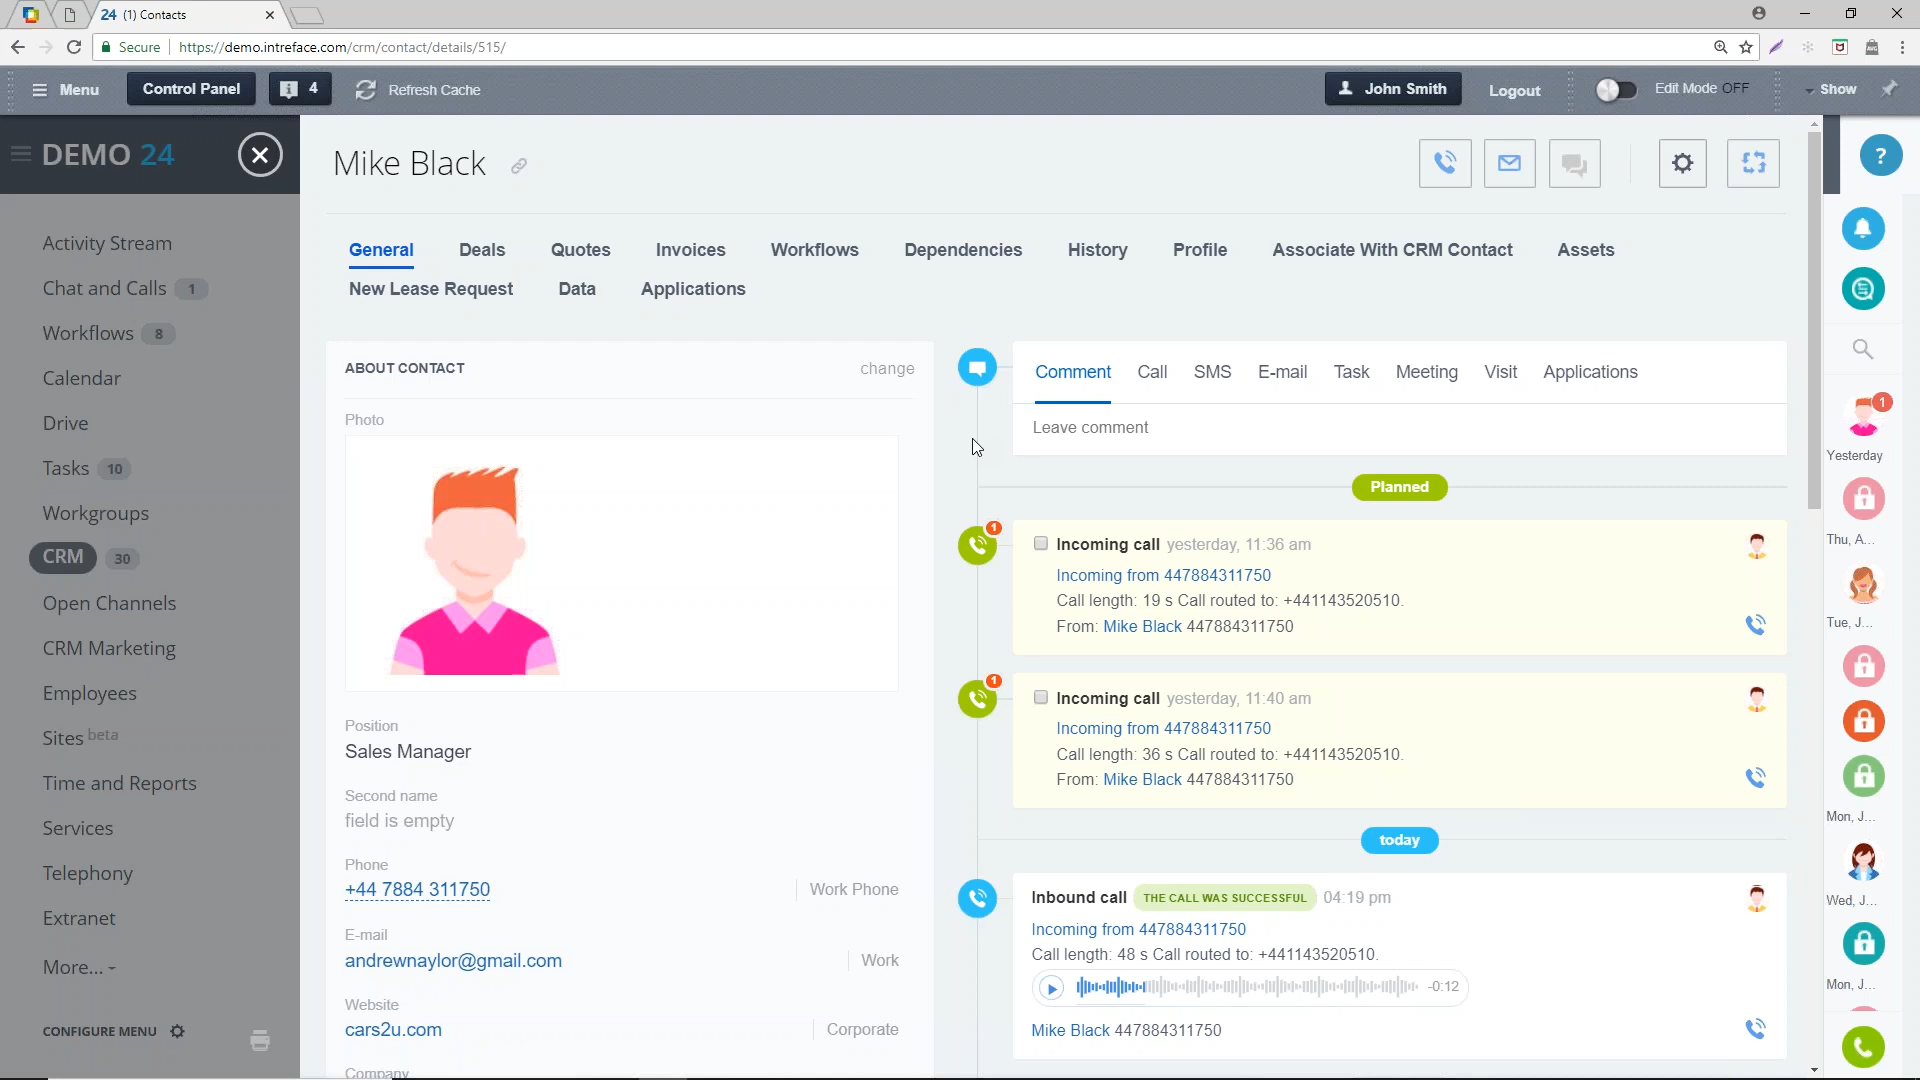 24 (1) Contacts
Secure https://demo.intreface.com/crm/contact/details/515/
Menu Control Panel 4 Refresh Cache John Smith Logout Edit Mode OFF Show
DEMO 24
Mike Black
?
Activity Stream
Chat and Calls 1
Workflows 8
Calendar
Drive
Tasks 10
Workgroups
CRM 30
Open Channels
CRM Marketing
Employees
Sites beta
Time and Reports
Services
Telephony
Extranet
More...
CONFIGURE MENU
General Deals Quotes Invoices Workflows Dependencies History Profile Associate With CRM Contact Assets
New Lease Request Data Applications
ABOUT CONTACT change
Photo
Position
Sales Manager
Second name
field is empty
Phone
+44 7884 311750 Work Phone
E-mail
andrewnaylor@gmail.com Work
Website
cars2u.com Corporate
Company
Comment Call SMS E-mail Task Meeting Visit Applications
Leave comment
Planned
1
Incoming call yesterday, 11:36 am
Incoming from 447884311750
Call length: 19 s Call routed to: +441143520510.
From: Mike Black 447884311750
1
Incoming call yesterday, 11:40 am
Incoming from 447884311750
Call length: 36 s Call routed to: +441143520510.
From: Mike Black 447884311750
today
Inbound call THE CALL WAS SUCCESSFUL 04:19 pm
Incoming from 447884311750
Call length: 48 s Call routed to: +441143520510.
-0:12
Mike Black 447884311750
1
Yesterday
Thu, A...
Tue, J...
Mon, J...
Wed, J...
Mon, J...